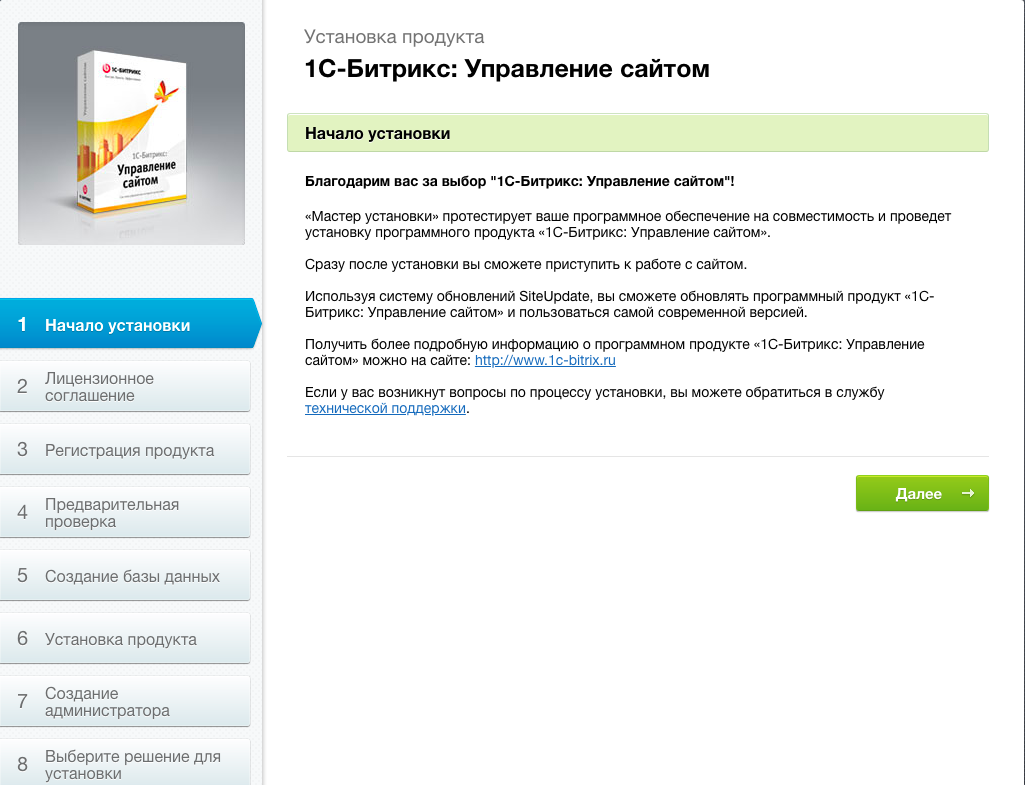 1С-БИТРИКС
1С-Битрикс:
Управление
сайтом
Установка продукта
1С-Битрикс: Управление сайтом
Начало установки
Благодарим вас за выбор "1С-Битрикс: Управление сайтом"!
«Мастер установки» протестирует ваше программное обеспечение на совместимость и проведет
установку программного продукта «1С-Битрикс: Управление сайтом».
Сразу после установки вы сможете приступить к работе с сайтом.
Используя систему обновлений SiteUpdate, вы сможете обновлять программный продукт «1С-
Битрикс: Управление сайтом» и пользоваться самой современной версией.
Получить более подробную информацию о программном продукте «1С-Битрикс: Управление
сайтом» можно на сайте: http://www.1c-bitrix.ru
Если у вас возникнут вопросы по процессу установки, вы можете обратиться в службу
технической поддержки.
Далее →
1 Начало установки
2 Лицензионное
соглашение
3 Регистрация продукта
4 Предварительная
проверка
5 Создание базы данных
6 Установка продукта
7 Создание
администратора
8 Выберите решение для
установки